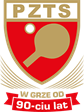 PZTS
W GRZE OD
90-ciu lat